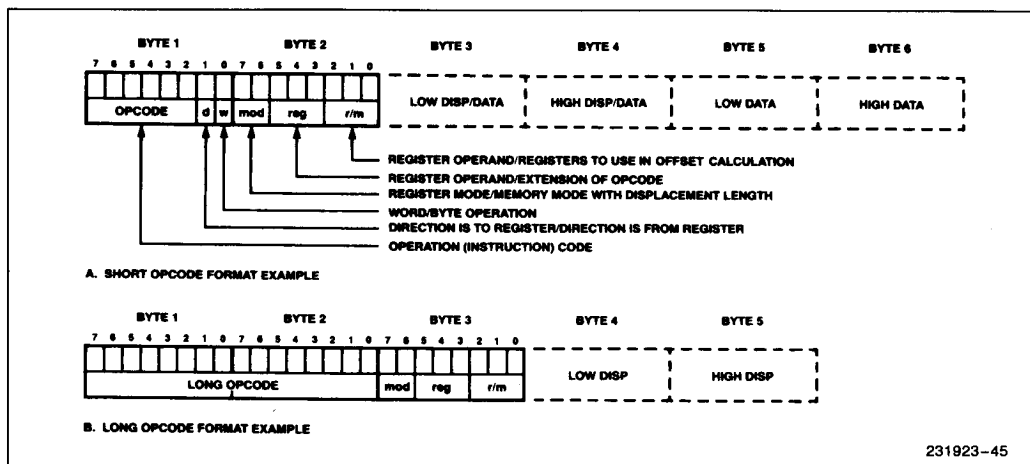 BYTE 1 BYTE 2 BYTE 3 BYTE 4 BYTE 5 BYTE 6
7 6 5 4 3 2 1 0 7 6 5 4 3 2 1 0
LOW DISP/DATA HIGH DISP/DATA LOW DATA HIGH DATA
OPCODE d w mod reg r/m
REGISTER OPERAND/REGISTERS TO USE IN OFFSET CALCULATION
REGISTER OPERAND/EXTENSION OF OPCODE
REGISTER MODE/MEMORY MODE WITH DISPLACEMENT LENGTH
WORD/BYTE OPERATION
DIRECTION IS TO REGISTER/DIRECTION IS FROM REGISTER
OPERATION (INSTRUCTION) CODE
A. SHORT OPCODE FORMAT EXAMPLE
BYTE 1 BYTE 2 BYTE 3 BYTE 4 BYTE 5
7 6 5 4 3 2 1 0 7 6 5 4 3 2 1 0 7 6 5 4 3 2 1 0
LOW DISP HIGH DISP
LONG OPCODE mod reg r/m
B. LONG OPCODE FORMAT EXAMPLE
231923-45